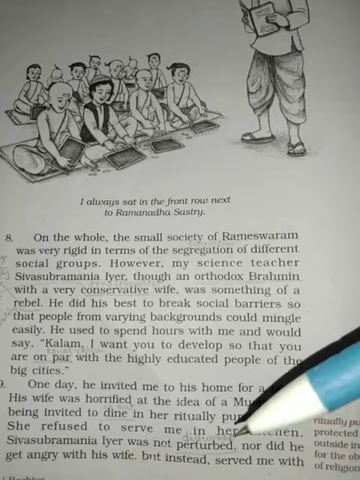 I always sat in the front row next
to Ramanadha Sastry.
8. On the whole, the small society of Rameswaram
was very rigid in terms of the segregation of different
social groups. However, my science teacher
Sivasubramania Iyer, though an orthodox Brahmin
with a very conservative wife, was something of a
rebel. He did his best to break social barriers so
that people from varying backgrounds could mingle
easily. He used to spend hours with me and would
say, "Kalam, I want you to develop so that you
are on par with the highly educated people of the
big cities."
9. One day, he invited me to his home for a
His wife was horrified at the idea of a
being invited to dine in her ritually
She refused to serve me in her
Sivasubramania Iyer was not perturbed, nor did he
get angry with his wife, but instead, served me with
ritually
protected
outside in
for the ob
of religion